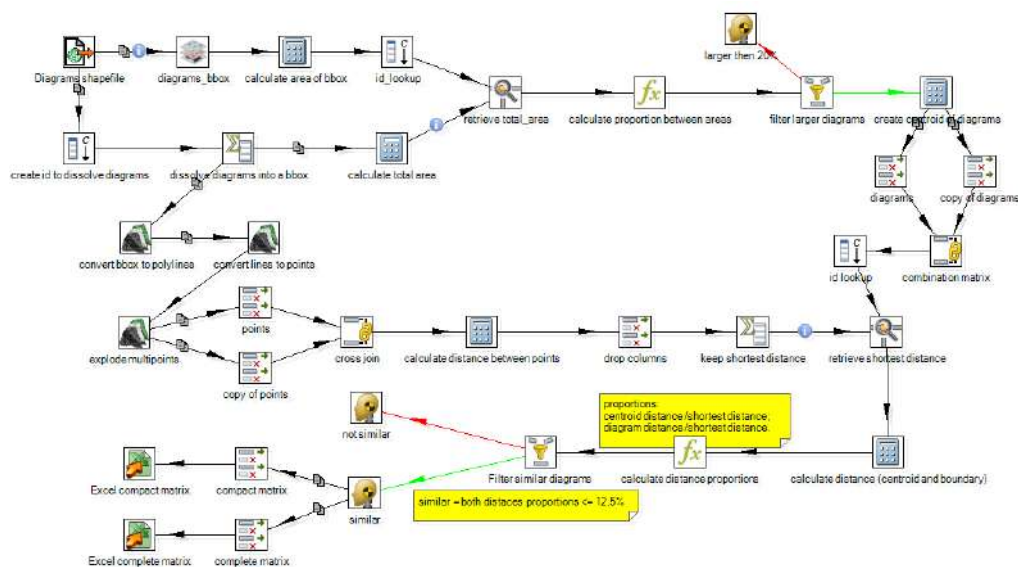 larger then 20%
Diagrams shapefile
diagrams_bbox
calculate area of bbox
id_lookup
retrieve total_area
calculate proportion between areas
filter larger diagrams
create centroid of diagrams
create id to dissolve diagrams
dissolve diagrams into a bbox
calculate total area
diagrams
copy of diagrams
convert bbox to polylines
convert lines to points
id lookup
combination matrix
explode multipoints
points
copy of points
cross join
calculate distance between points
drop columns
keep shortest distance
retrieve shortest distance
not similar
proportions:
centroid distance/shortest distance;
diagram distance/shortest distance.
Excel compact matrix
compact matrix
similar
Filter similar diagrams
calculate distance proportions
calculate distance (centroid and boundary)
similar = both distaces proportions <= 12.5%
Excel complete matrix
complete matrix